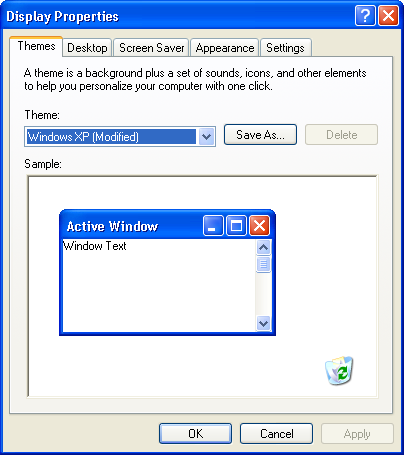 Display Properties
Themes Desktop Screen Saver Appearance Settings
A theme is a background plus a set of sounds, icons, and other elements
to help you personalize your computer with one click.
Theme:
Windows XP (Modified) Save As... Delete
Sample:
Active Window
Window Text
OK Cancel Apply